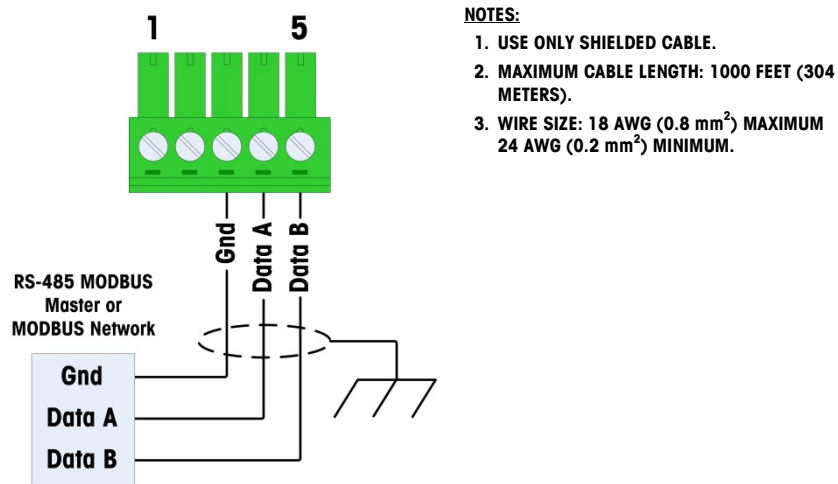 1 5
NOTES:
1. USE ONLY SHIELDED CABLE.
2. MAXIMUM CABLE LENGTH: 1000 FEET (304
METERS).
3. WIRE SIZE: 18 AWG (0.8 mm²) MAXIMUM
24 AWG (0.2 mm²) MINIMUM.
Gnd
Data A
Data B
RS-485 MODBUS
Master or
MODBUS Network
Gnd
Data A
Data B